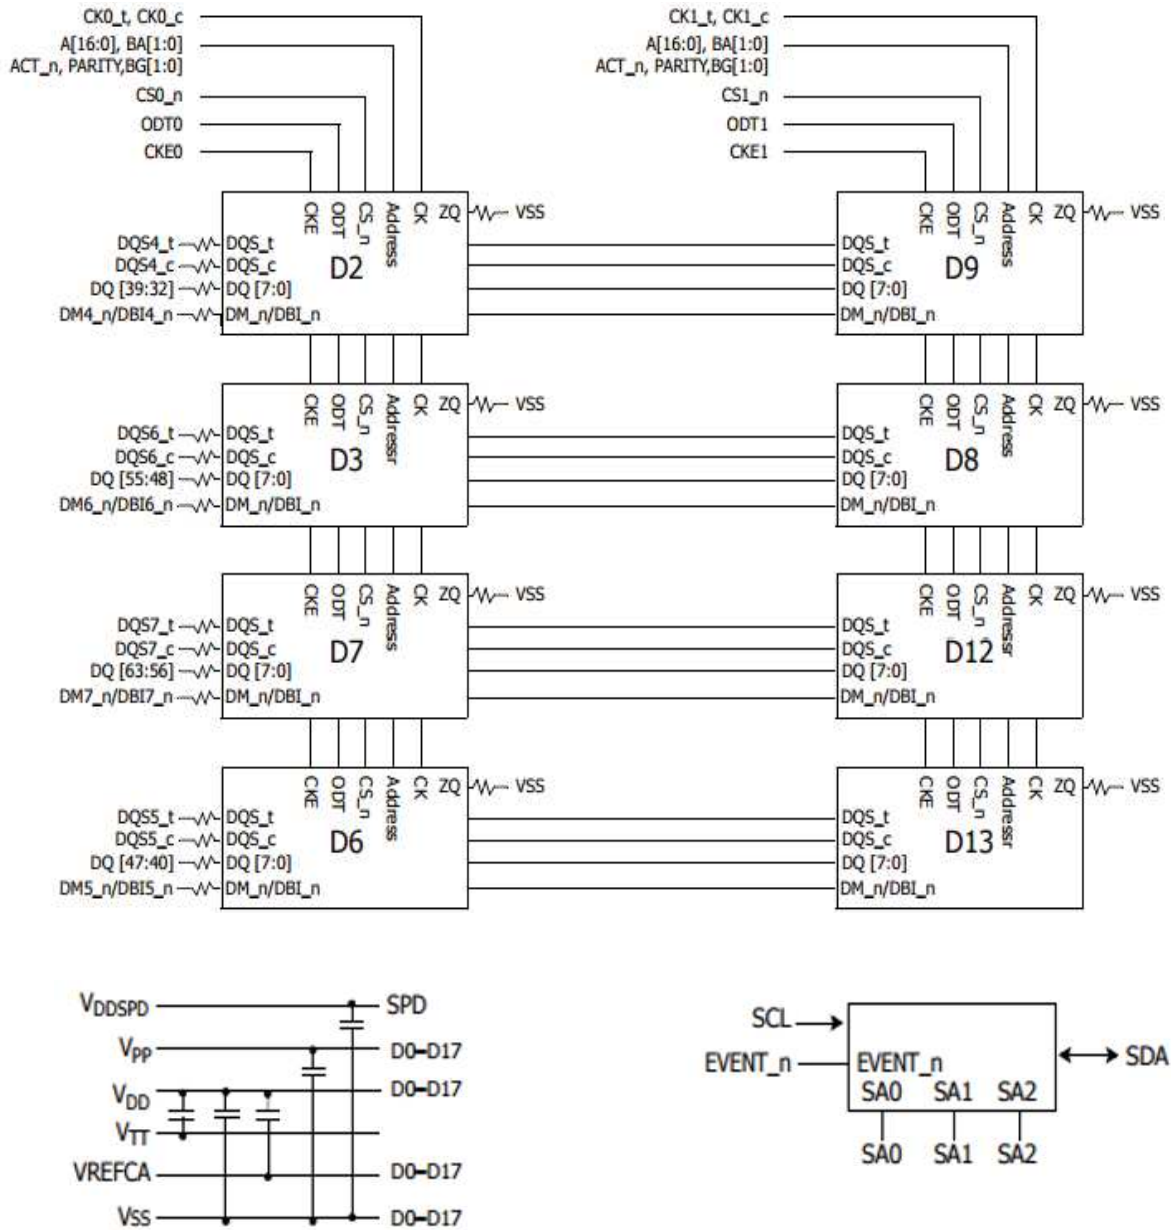 CK0_t, CK0_c
A[16:0], BA[1:0]
ACT_n, PARITY,BG[1:0]
CS0_n
ODT0
CKE0
CK1_t, CK1_c
A[16:0], BA[1:0]
ACT_n, PARITY,BG[1:0]
CS1_n
ODT1
CKE1
CKE ODT CS_n Address CK ZQ VSS
DQS4_t DQS_t
DQS4_c DQS_c
D2
DQ [39:32] DQ [7:0]
DM4_n/DBI4_n DM_n/DBI_n
CKE ODT CS_n Address CK ZQ VSS
DQS_t
DQS_c
D9
DQ [7:0]
DM_n/DBI_n
CKE ODT CS_n Addressr CK ZQ VSS
DQS6_t DQS_t
DQS6_c DQS_c
D3
DQ [55:48] DQ [7:0]
DM6_n/DBI6_n DM_n/DBI_n
CKE ODT CS_n Address CK ZQ VSS
DQS_t
DQS_c
D8
DQ [7:0]
DM_n/DBI_n
CKE ODT CS_n Address CK ZQ VSS
DQS7_t DQS_t
DQS7_c DQS_c
D7
DQ [63:56] DQ [7:0]
DM7_n/DBI7_n DM_n/DBI_n
CKE ODT CS_n Addressr CK ZQ VSS
DQS_t
DQS_c
D12
DQ [7:0]
DM_n/DBI_n
CKE ODT CS_n Address CK ZQ VSS
DQS5_t DQS_t
DQS5_c DQS_c
D6
DQ [47:40] DQ [7:0]
DM5_n/DBI5_n DM_n/DBI_n
CKE ODT CS_n Addressr CK ZQ VSS
DQS_t
DQS_c
D13
DQ [7:0]
DM_n/DBI_n
VDDSPD SPD
VPP D0–D17
VDD D0–D17
VTT
VREFCA D0–D17
VSS D0–D17
SCL
EVENT_n EVENT_n
SDA
SA0 SA1 SA2
SA0 SA1 SA2